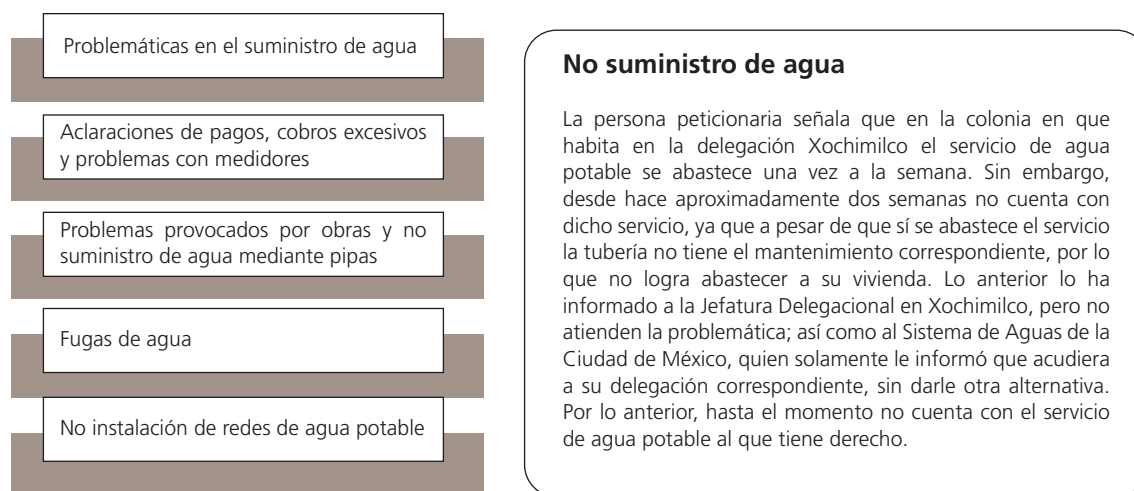 Problemáticas en el suministro de agua
Aclaraciones de pagos, cobros excesivos
y problemas con medidores
Problemas provocados por obras y no
suministro de agua mediante pipas
Fugas de agua
No instalación de redes de agua potable
No suministro de agua
La persona peticionaria señala que en la colonia en que
habita en la delegación Xochimilco el servicio de agua
potable se abastece una vez a la semana. Sin embargo,
desde hace aproximadamente dos semanas no cuenta con
dicho servicio, ya que a pesar de que sí se abastece el servicio
la tubería no tiene el mantenimiento correspondiente, por lo
que no logra abastecer a su vivienda. Lo anterior lo ha
informado a la Jefatura Delegacional en Xochimilco, pero no
atienden la problemática; así como al Sistema de Aguas de la
Ciudad de México, quien solamente le informó que acudiera
a su delegación correspondiente, sin darle otra alternativa.
Por lo anterior, hasta el momento no cuenta con el servicio
de agua potable al que tiene derecho.